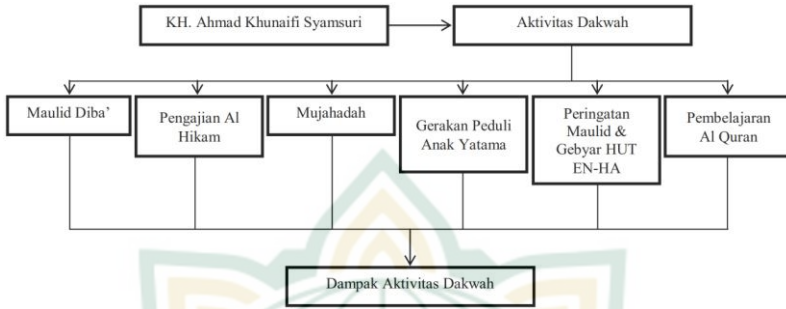 KH. Ahmad Khunaifi Syamsuri
Aktivitas Dakwah
Maulid Diba’
Pengajian Al
Hikam
Mujahadah
Gerakan Peduli
Anak Yatama
Peringatan
Maulid &
Gebyar HUT
EN-HA
Pembelajaran
Al Quran
Dampak Aktivitas Dakwah